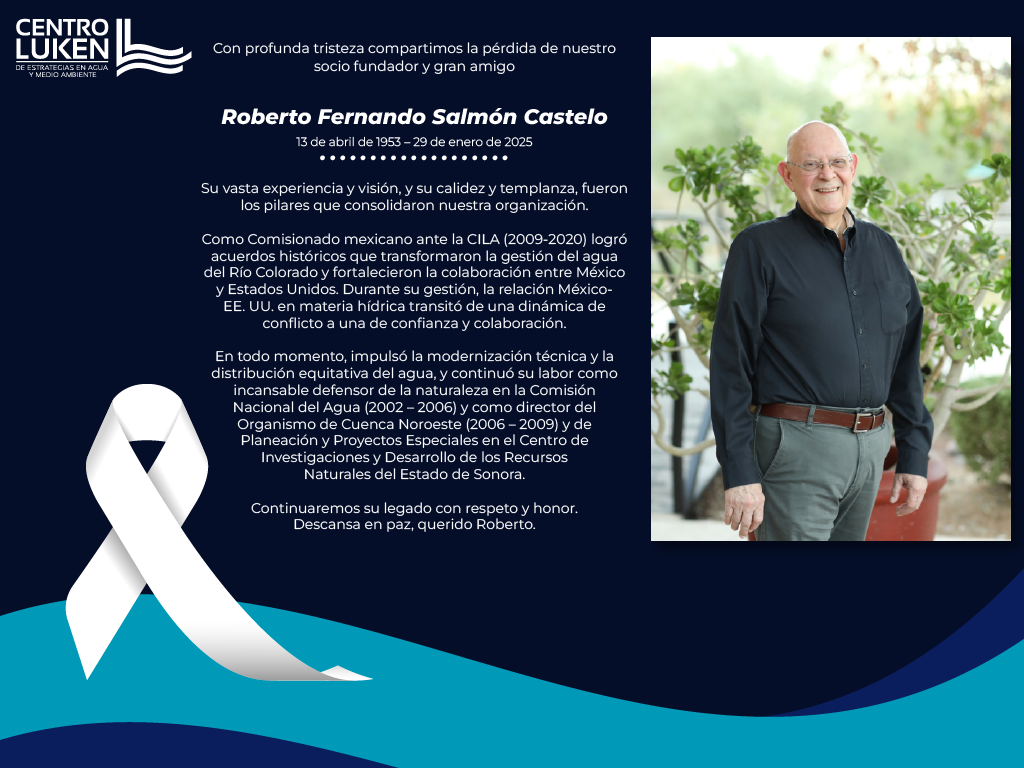 CENTRO
LUKEN
DE ESTRATEGIAS EN AGUA
Y MEDIO AMBIENTE
Con profunda tristeza compartimos la pérdida de nuestro
socio fundador y gran amigo
Roberto Fernando Salmón Castelo
13 de abril de 1953 – 29 de enero de 2025
Su vasta experiencia y visión, y su calidez y templanza, fueron
los pilares que consolidaron nuestra organización.
Como Comisionado mexicano ante la CILA (2009-2020) logró
acuerdos históricos que transformaron la gestión del agua
del Río Colorado y fortalecieron la colaboración entre México
y Estados Unidos. Durante su gestión, la relación México-
EE. UU. en materia hídrica transitó de una dinámica de
conflicto a una de confianza y colaboración.
En todo momento, impulsó la modernización técnica y la
distribución equitativa del agua, y continuó su labor como
incansable defensor de la naturaleza en la Comisión
Nacional del Agua (2002 – 2006) y como director del
Organismo de Cuenca Noroeste (2006 – 2009) y de
Planeación y Proyectos Especiales en el Centro de
Investigaciones y Desarrollo de los Recursos
Naturales del Estado de Sonora.
Continuaremos su legado con respeto y honor.
Descansa en paz, querido Roberto.